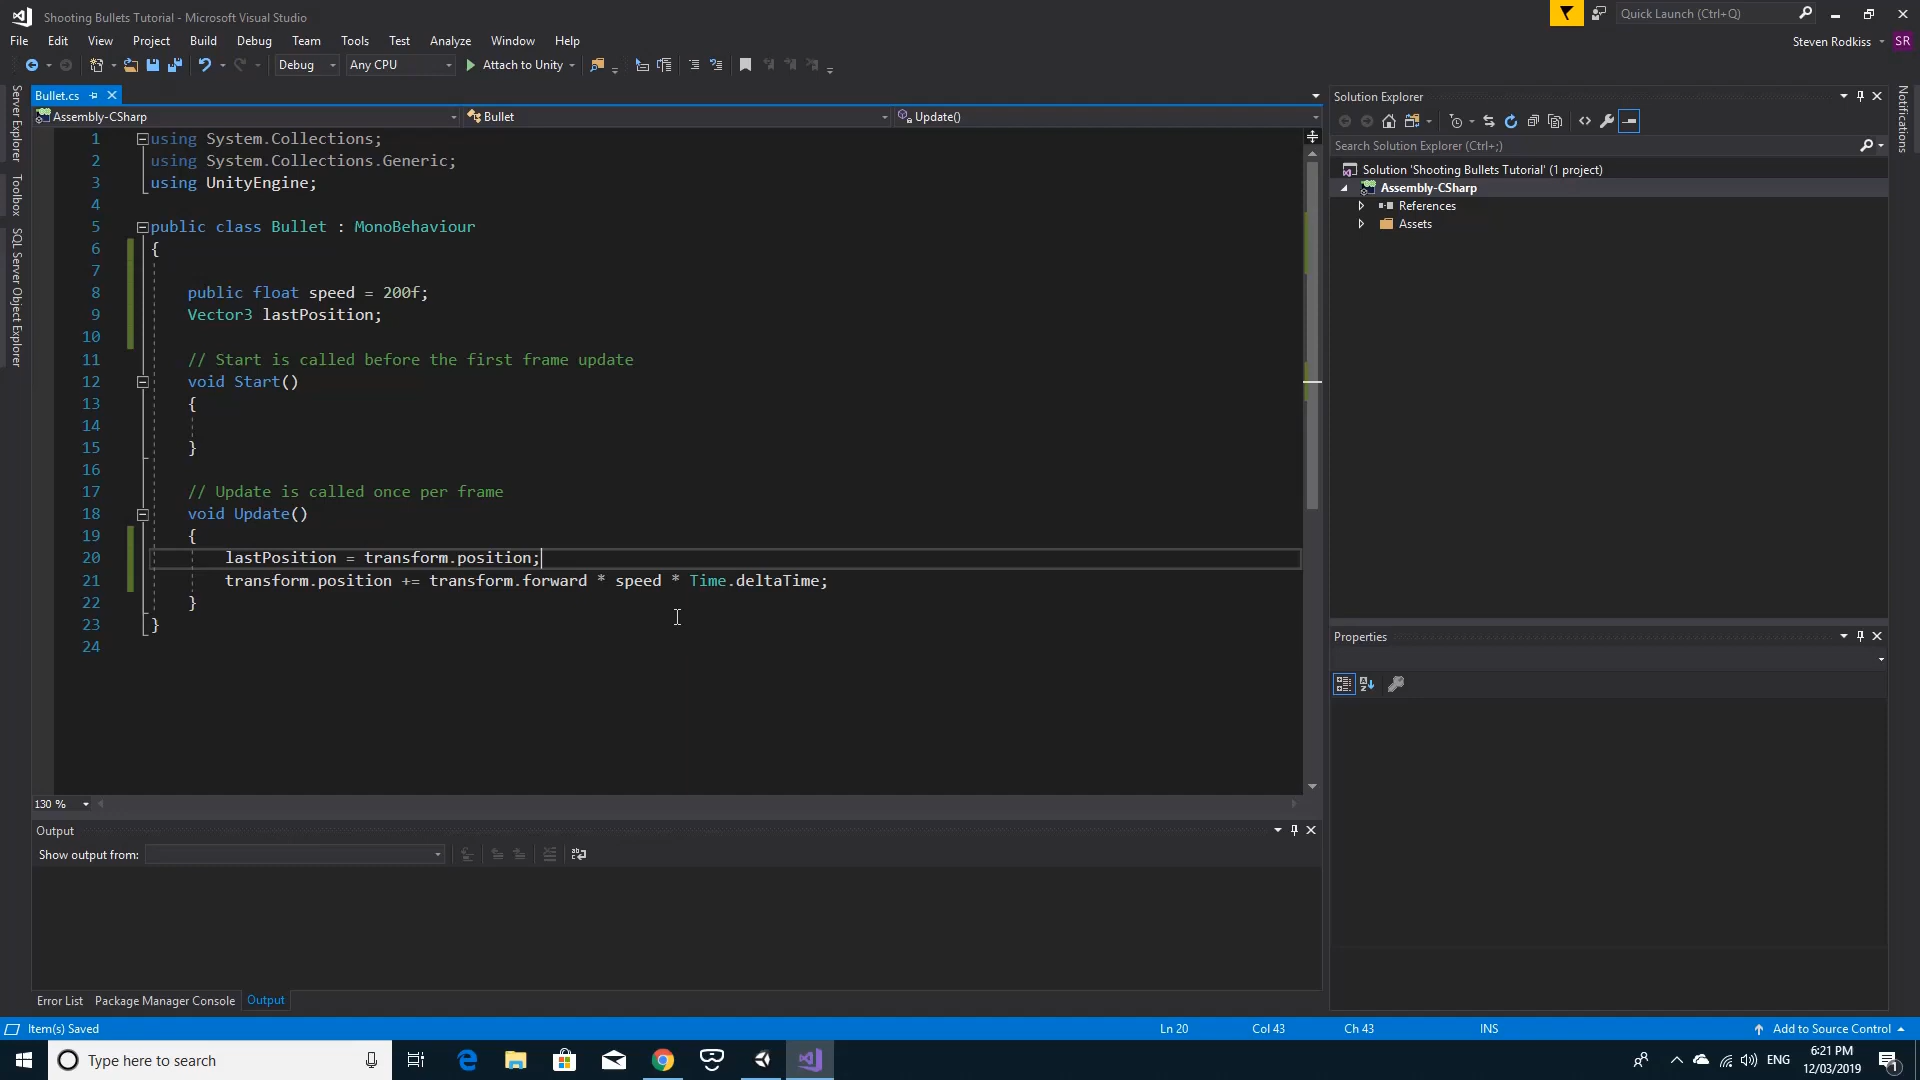 Shooting Bullets Tutorial - Microsoft Visual Studio
Quick Launch (Ctrl+Q)
File Edit View Project Build Debug Team Tools Test Analyze Window Help
Steven Rodkiss SR
Debug Any CPU Attach to Unity
Server Explorer
Toolbox
SQL Server Object Explorer
Notifications
Bullet.cs
Assembly-CSharp Bullet Update()
1 using System.Collections;
2 using System.Collections.Generic;
3 using UnityEngine;
4
5 public class Bullet : MonoBehaviour
6 {
7
8 public float speed = 200f;
9 Vector3 lastPosition;
10
11 // Start is called before the first frame update
12 void Start()
13 {
14
15 }
16
17 // Update is called once per frame
18 void Update()
19 {
20 lastPosition = transform.position;
21 transform.position += transform.forward * speed * Time.deltaTime;
22 }
23 }
24
130 %
Solution Explorer
Search Solution Explorer (Ctrl+;)
Solution 'Shooting Bullets Tutorial' (1 project)
Assembly-CSharp
References
Assets
Properties
Output
Show output from:
Error List Package Manager Console Output
Item(s) Saved Ln 20 Col 43 Ch 43 INS Add to Source Control
Type here to search
ENG
6:21 PM
12/03/2019
1